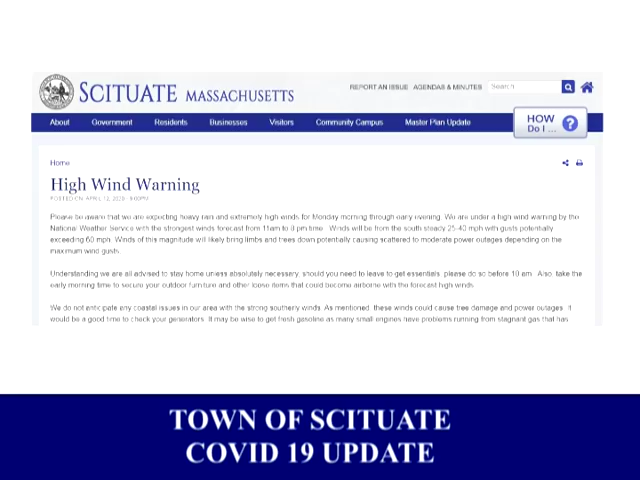 SCITUATE MASSACHUSETTS
REPORT AN ISSUE AGENDAS & MINUTES Search
About Government Residents Businesses Visitors Community Campus Master Plan Update
HOW
Do I ...
Home
High Wind Warning
POSTED ON: APRIL 12, 2020 - 9:00PM
Please be aware that we are expecting heavy rain and extremely high winds for Monday morning through early evening. We are under a high wind warning by the
National Weather Service with the strongest winds forecast from 11am to 9 pm time. Winds will be from the south steady 25-40 mph with gusts potentially
exceeding 60 mph. Winds of this magnitude will likely bring limbs and trees down potentially causing scattered to moderate power outages depending on the
maximum wind gusts.
Understanding we are all advised to stay home unless absolutely necessary, should you need to leave to get essentials, please do so before 10 am. Also, take the
early morning time to secure your outdoor furniture and other loose items that could become airborne with the forecast high winds.
We do not anticipate any coastal issues in our area with the strong southerly winds. As mentioned, these winds could cause tree damage and power outages. It
would be a good time to check your generators. It may be wise to get fresh gasoline as many small engines have problems running from stagnant gas that has
TOWN OF SCITUATE
COVID 19 UPDATE